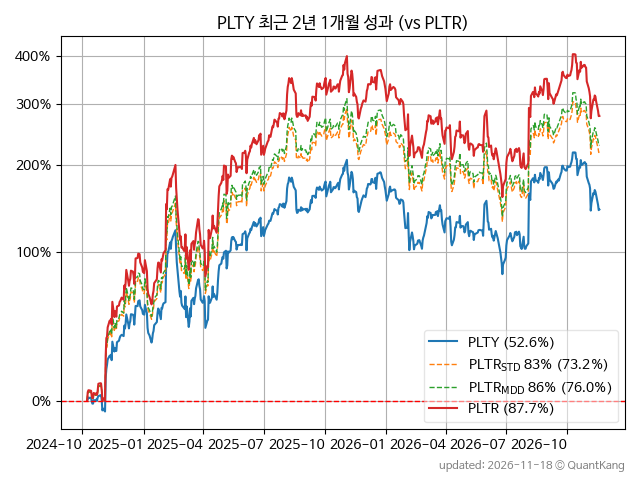 PLTY 최근 2년 1개월 성과 (vs PLTR)
400%
300%
200%
100%
0%
PLTY (52.6%)
PLTR_STD 83% (73.2%)
PLTR_MDD 86% (76.0%)
PLTR (87.7%)
2024-10 2025-01 2025-04 2025-07 2025-10 2026-01 2026-04 2026-07 2026-10
updated: 2026-11-18 © QuantKang